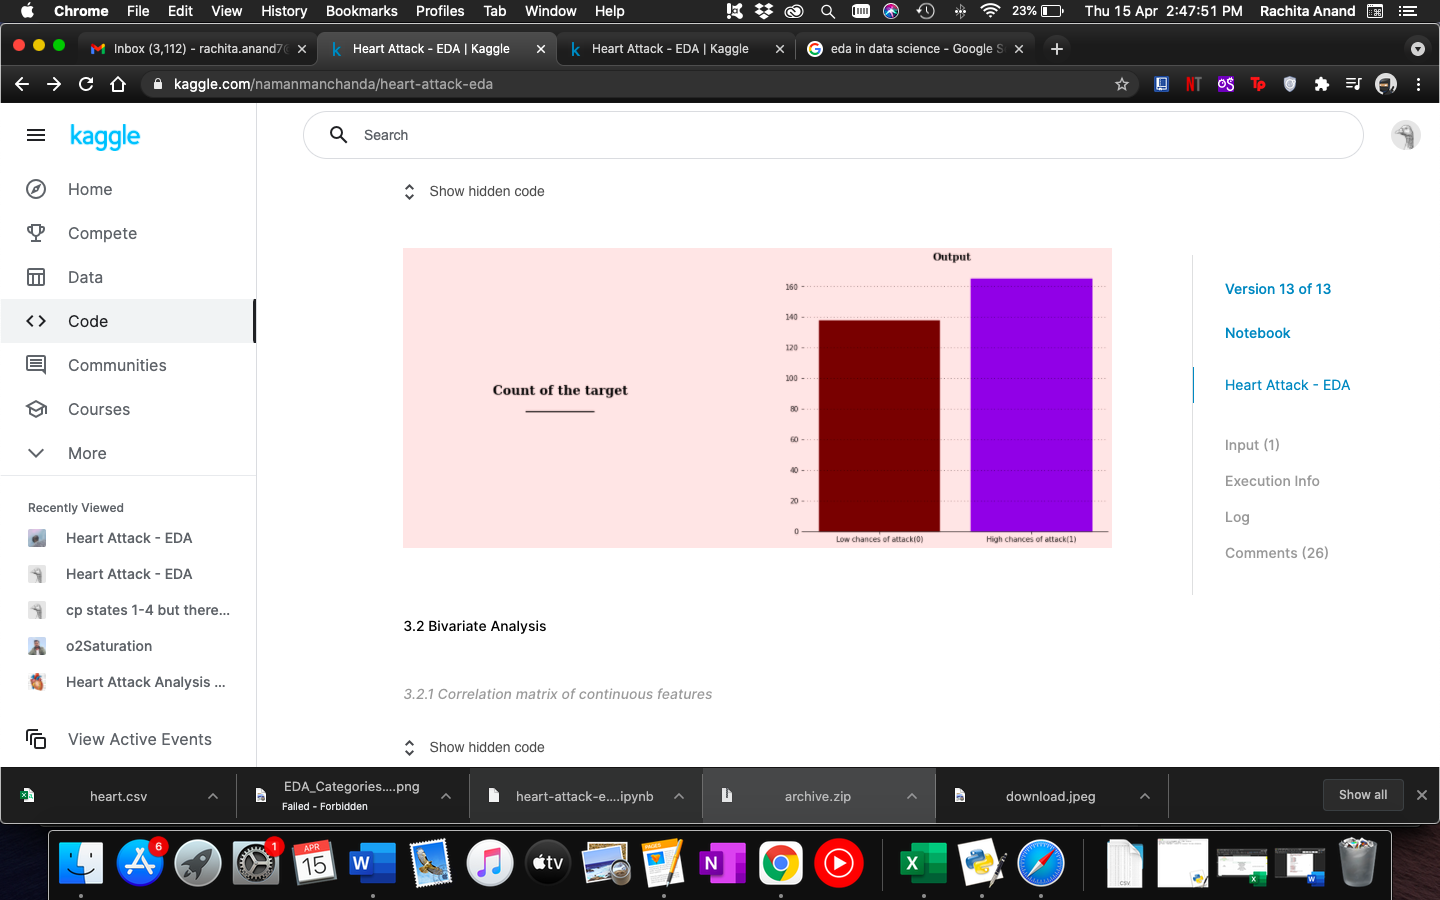 Chrome File Edit View History Bookmarks Profiles Tab Window Help 23% Thu 15 Apr 2:47:51 PM Rachita Anand
Inbox (3,112) - rachita.anand7@
Heart Attack - EDA | Kaggle
Heart Attack - EDA | Kaggle
eda in data science - Google S
kaggle.com/namanmanchanda/heart-attack-eda
NT
Tp
kaggle
Search
Home
Compete
Data
Code
Communities
Courses
More
Recently Viewed
Heart Attack - EDA
Heart Attack - EDA
cp states 1-4 but there...
o2Saturation
Heart Attack Analysis ...
View Active Events
Show hidden code
Count of the target
Output
160
140
120
100
80
60
40
20
0
Low chances of attack(0)
High chances of attack(1)
3.2 Bivariate Analysis
3.2.1 Correlation matrix of continuous features
Show hidden code
Version 13 of 13
Notebook
Heart Attack - EDA
Input (1)
Execution Info
Log
Comments (26)
heart.csv
EDA_Categories....png
Failed - Forbidden
heart-attack-e....ipynb
archive.zip
download.jpeg
Show all
6
1
APR
15
W
tv
PAGES
N
X
CSV